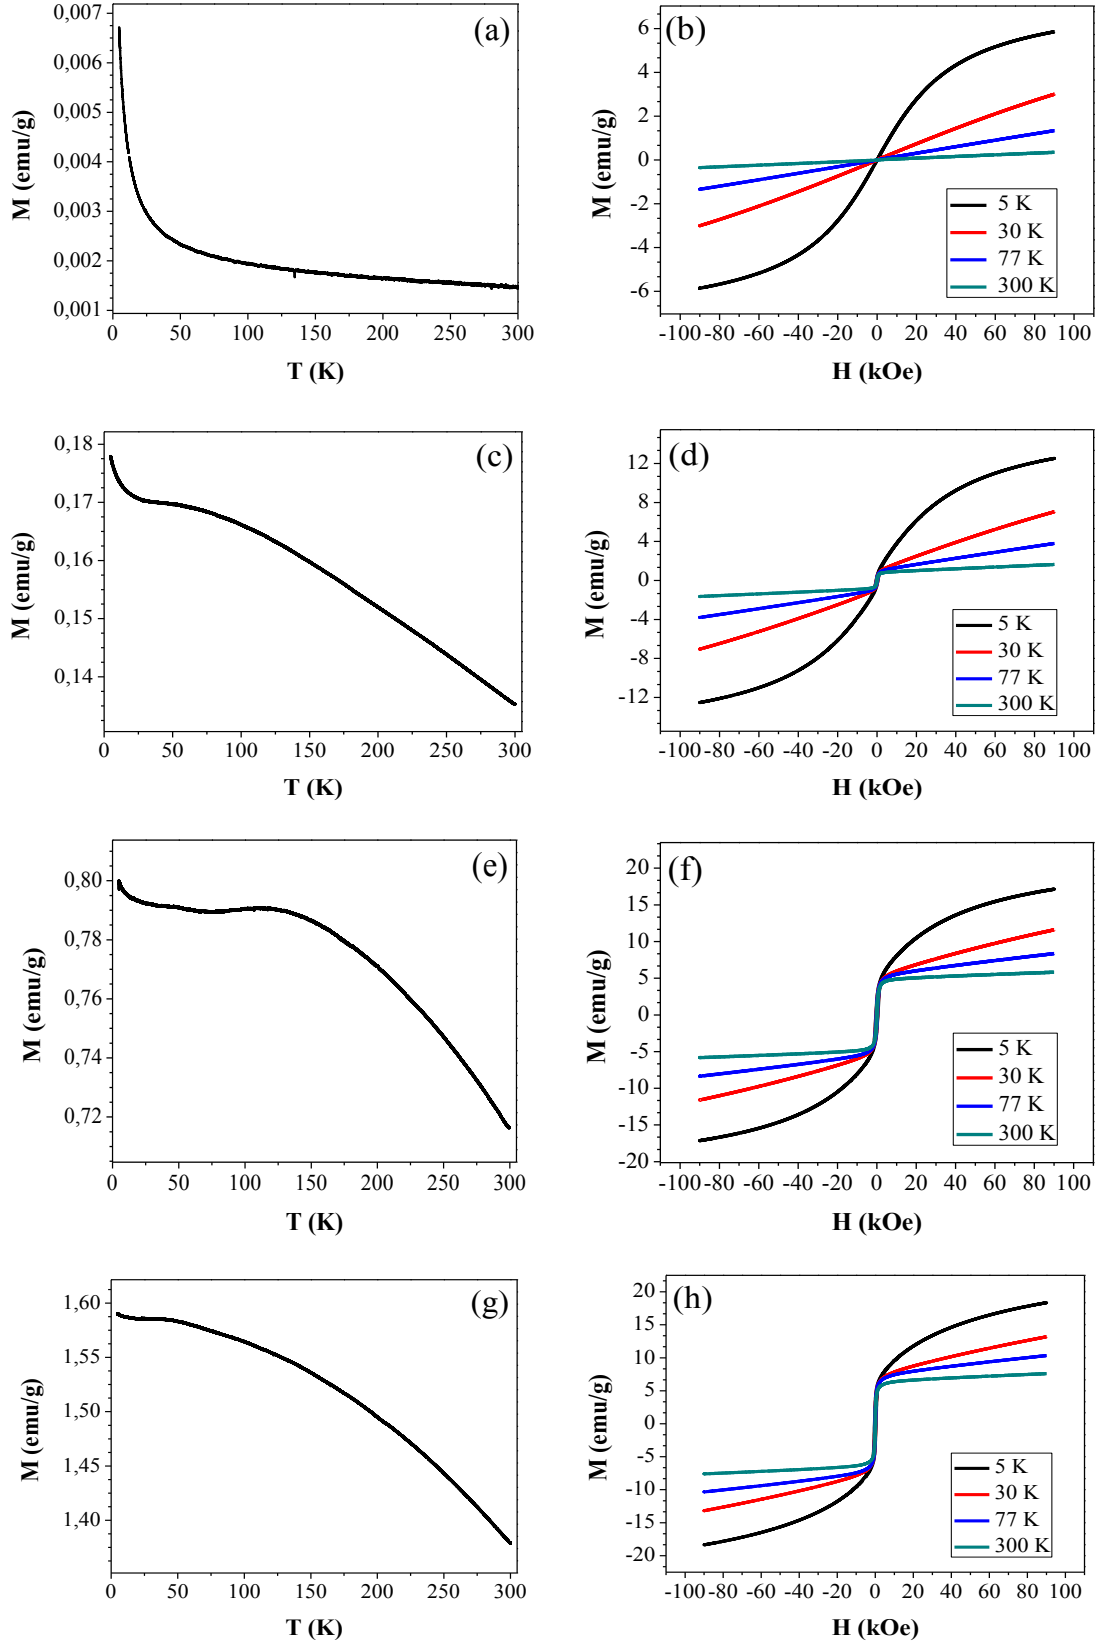 (a)
0,007
0,006
0,005
0,004
0,003
0,002
0,001
M (emu/g)
0 50 100 150 200 250 300
T (K)
(b)
6
4
2
0
-2
-4
-6
M (emu/g)
5 K
30 K
77 K
300 K
-100 -80 -60 -40 -20 0 20 40 60 80 100
H (kOe)
(c)
0,18
0,17
0,16
0,15
0,14
M (emu/g)
0 50 100 150 200 250 300
T (K)
(d)
12
8
4
0
-4
-8
-12
M (emu/g)
5 K
30 K
77 K
300 K
-100 -80 -60 -40 -20 0 20 40 60 80 100
H (kOe)
(e)
0,80
0,78
0,76
0,74
0,72
M (emu/g)
0 50 100 150 200 250 300
T (K)
(f)
20
15
10
5
0
-5
-10
-15
-20
M (emu/g)
5 K
30 K
77 K
300 K
-100 -80 -60 -40 -20 0 20 40 60 80 100
H (kOe)
(g)
1,60
1,55
1,50
1,45
1,40
M (emu/g)
0 50 100 150 200 250 300
T (K)
(h)
20
15
10
5
0
-5
-10
-15
-20
M (emu/g)
5 K
30 K
77 K
300 K
-100 -80 -60 -40 -20 0 20 40 60 80 100
H (kOe)